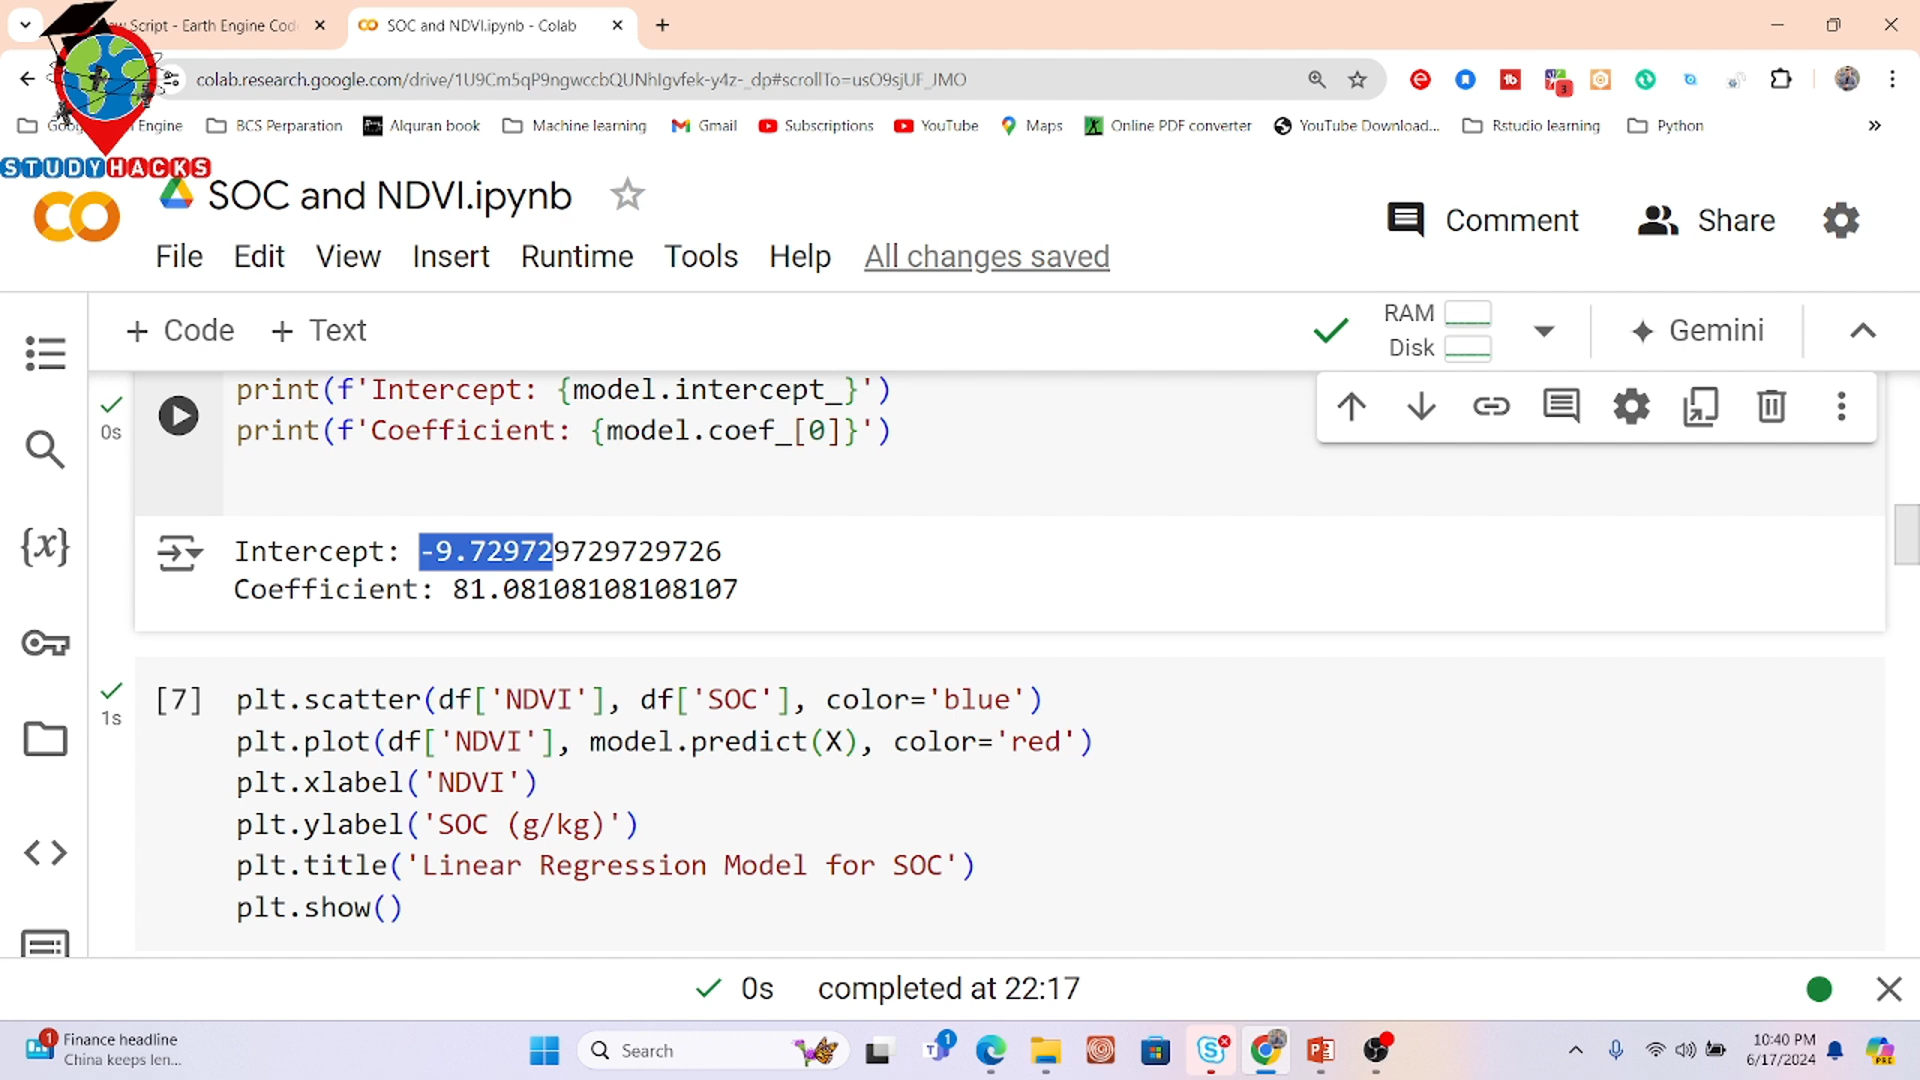 w Script - Earth Engine Cod
SOC and NDVI.ipynb - Colab
colab.research.google.com/drive/1U9Cm5qP9ngwccbQUNhIgvfek-y4z-_dp#scrollTo=usO9sjUF_JMO
3
Engine
BCS Perparation
Alquran book
Machine learning
Gmail
Subscriptions
YouTube
Maps
Online PDF converter
YouTube Download...
Rstudio learning
Python
STUDYHACKS
SOC and NDVI.ipynb
Comment
Share
File Edit View Insert Runtime Tools Help All changes saved
+ Code + Text
RAM
Disk
Gemini
0s
print(f'Intercept: {model.intercept_}')
print(f'Coefficient: {model.coef_[0]}')
Intercept: -9.729729729729726
Coefficient: 81.08108108108107
1s
[7]
plt.scatter(df['NDVI'], df['SOC'], color='blue')
plt.plot(df['NDVI'], model.predict(X), color='red')
plt.xlabel('NDVI')
plt.ylabel('SOC (g/kg)')
plt.title('Linear Regression Model for SOC')
plt.show()
{x}
0s completed at 22:17
1
Finance headline
China keeps len...
Search
1
10:40 PM
6/17/2024
PRE